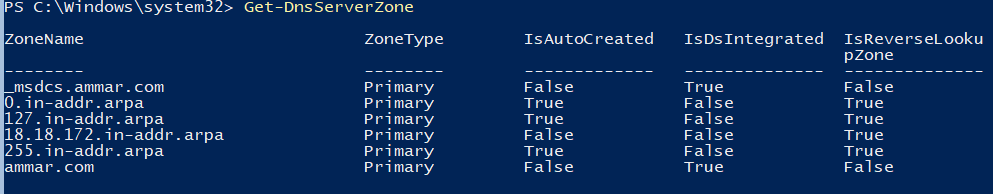 PS C:\Windows\system32> Get-DnsServerZone
ZoneName ZoneType IsAutoCreated IsDsIntegrated IsReverseLooku
pZone
-------- -------- ------------- -------------- --------------
_msdcs.ammar.com Primary False True False
0.in-addr.arpa Primary True False True
127.in-addr.arpa Primary True False True
18.18.172.in-addr.arpa Primary False False True
255.in-addr.arpa Primary True False True
ammar.com Primary False True False